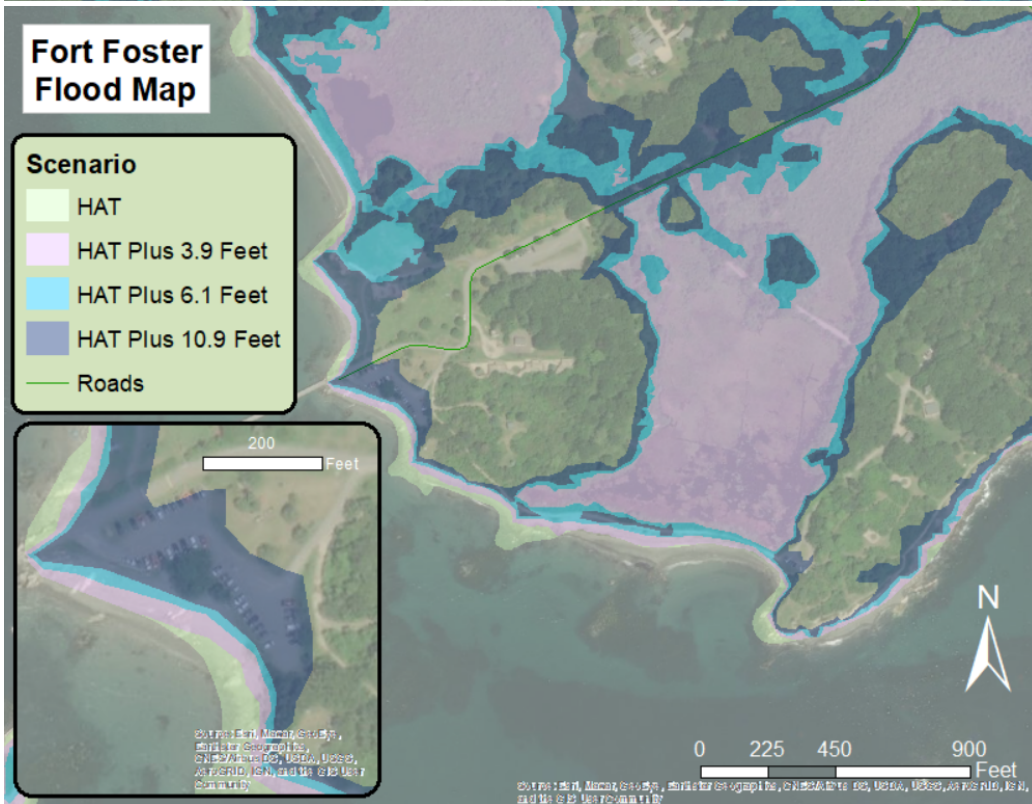 Fort Foster
Flood Map
Scenario
HAT
HAT Plus 3.9 Feet
HAT Plus 6.1 Feet
HAT Plus 10.9 Feet
Roads
200
Feet
Community
N
0 225 450 900
Feet